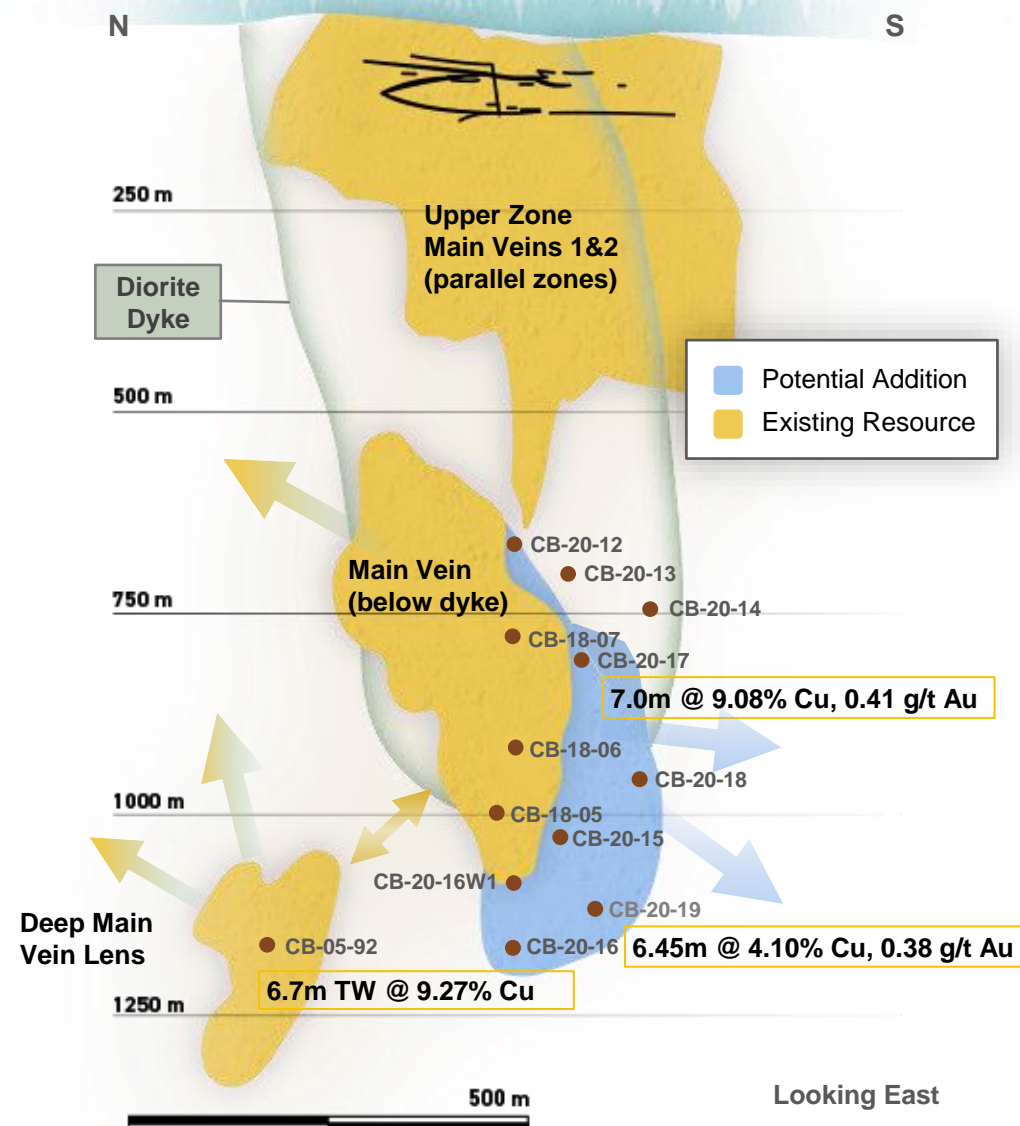 N
S
250 m
Upper Zone
Main Veins 1&2
(parallel zones)
Diorite
Dyke
Potential Addition
Existing Resource
500 m
CB-20-12
Main Vein
(below dyke)
CB-20-13
750 m
CB-20-14
CB-18-07
CB-20-17
7.0m @ 9.08% Cu, 0.41 g/t Au
CB-18-06
CB-20-18
1000 m
CB-18-05
CB-20-15
CB-20-16W1
CB-20-19
Deep Main
Vein Lens
CB-05-92
CB-20-16
6.45m @ 4.10% Cu, 0.38 g/t Au
6.7m TW @ 9.27% Cu
1250 m
500 m
Looking East